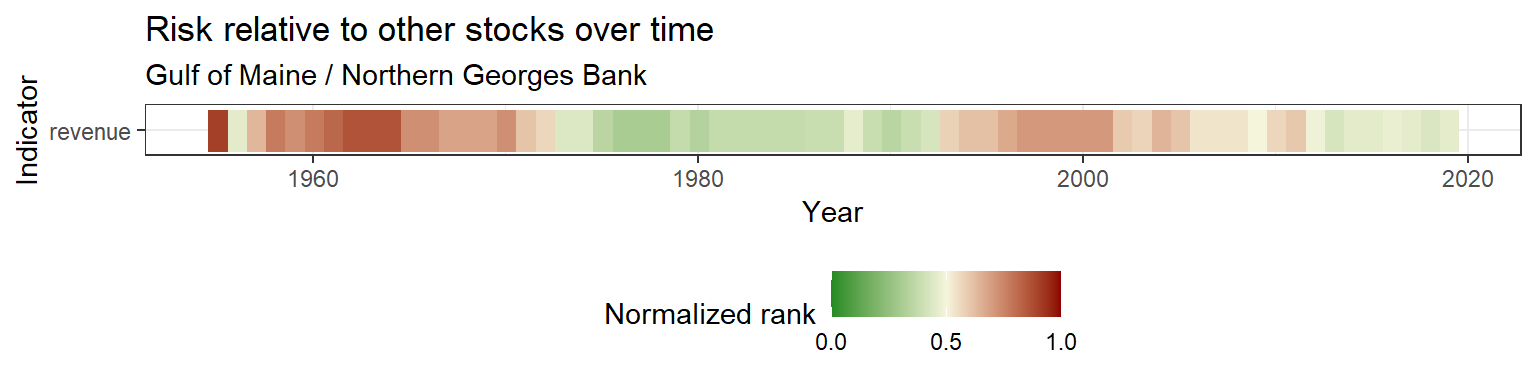 Risk relative to other stocks over time
Gulf of Maine / Northern Georges Bank
Indicator
revenue
1960 1980 2000 2020
Year
Normalized rank
0.0 0.5 1.0